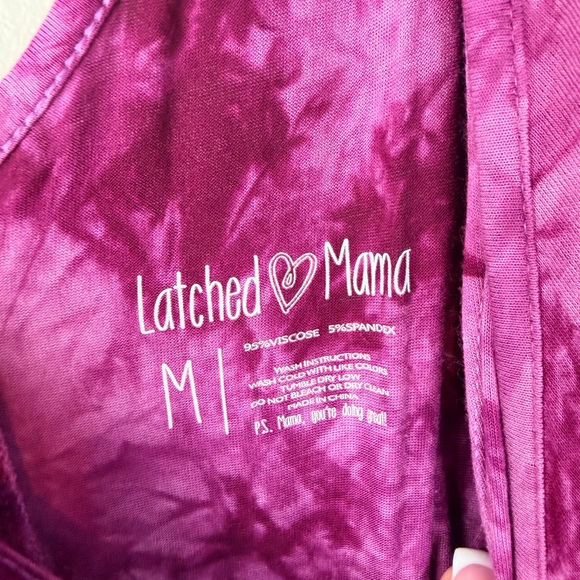 Latched Mama
M
95%VISCOSE 5%SPANDEX
WASH INSTRUCTIONS
WASH COLD WITH LIKE COLORS
TUMBLE DRY LOW
DO NOT BLEACH OR DRY CLEAN
MADE IN CHINA
P.S. Mama, you're doing great!